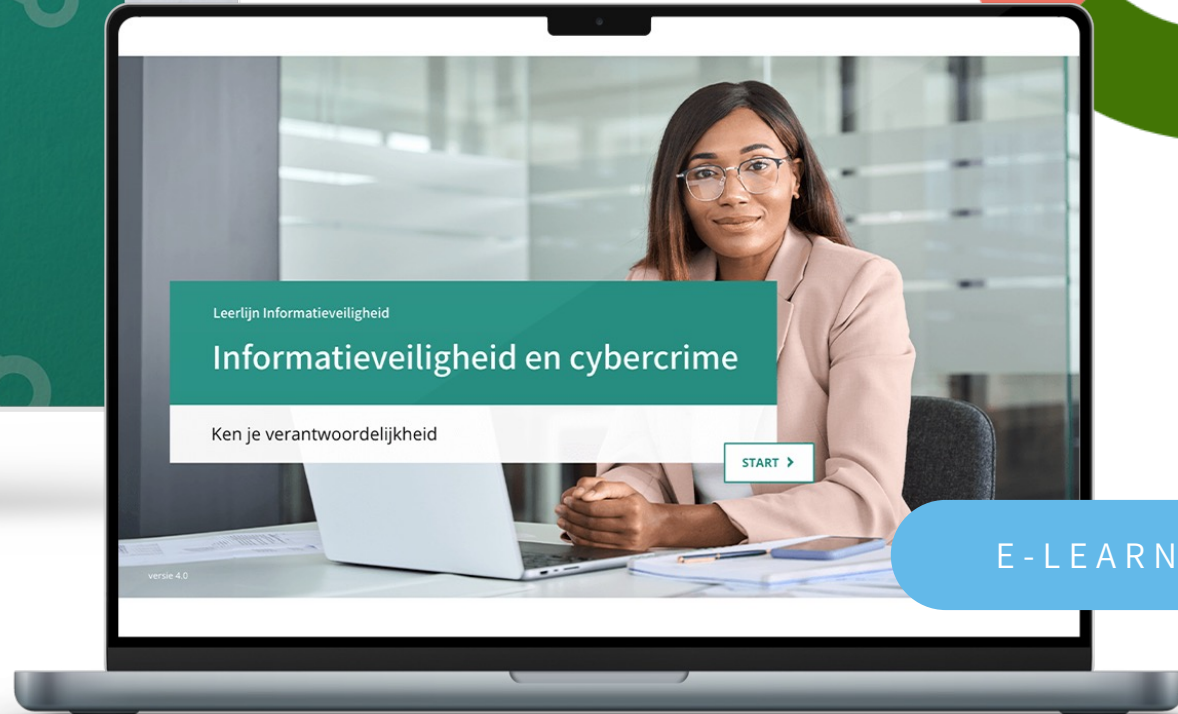 Leerlijn Informatieveiligheid
Informatieveiligheid en cybercrime
Ken je verantwoordelijkheid
START
versie 4.0
E-LEARN